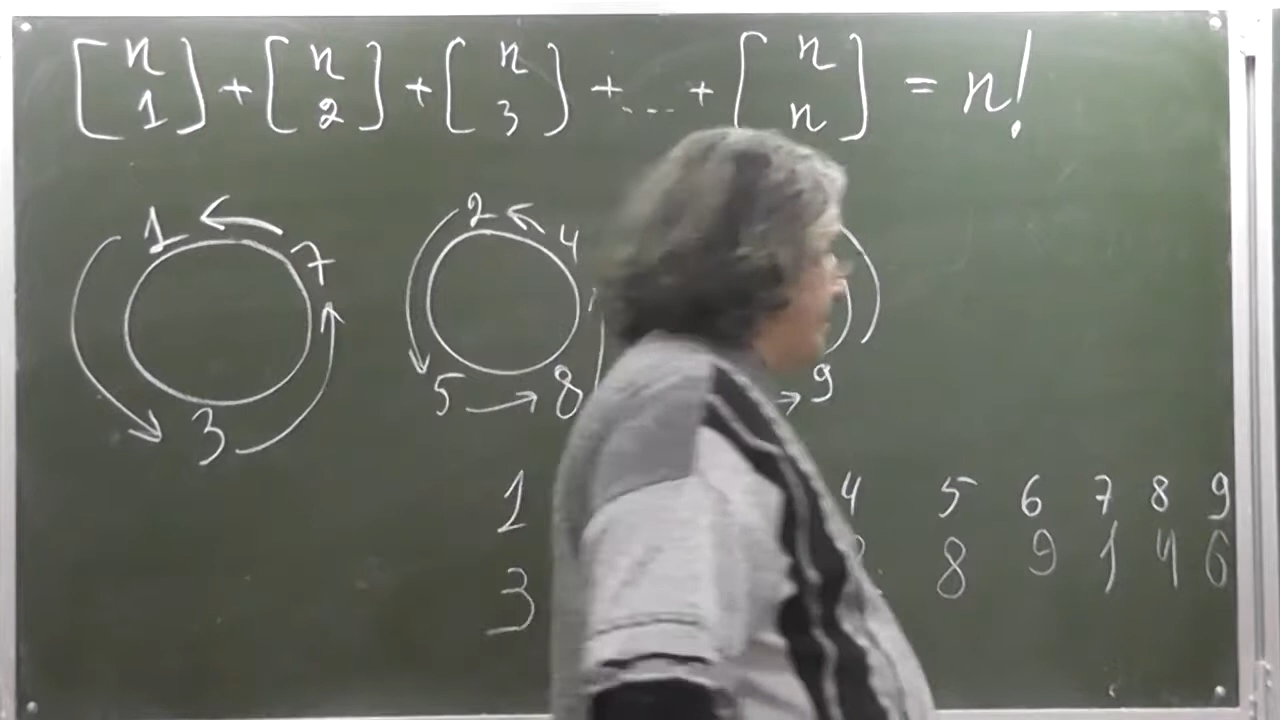 [n 1] + [n 2] + [n 3] + ... + [n n] = n!
1 7 3
2 4 5 8
9
1 4 5 6 7 8 9
3 8 9 1 4 6